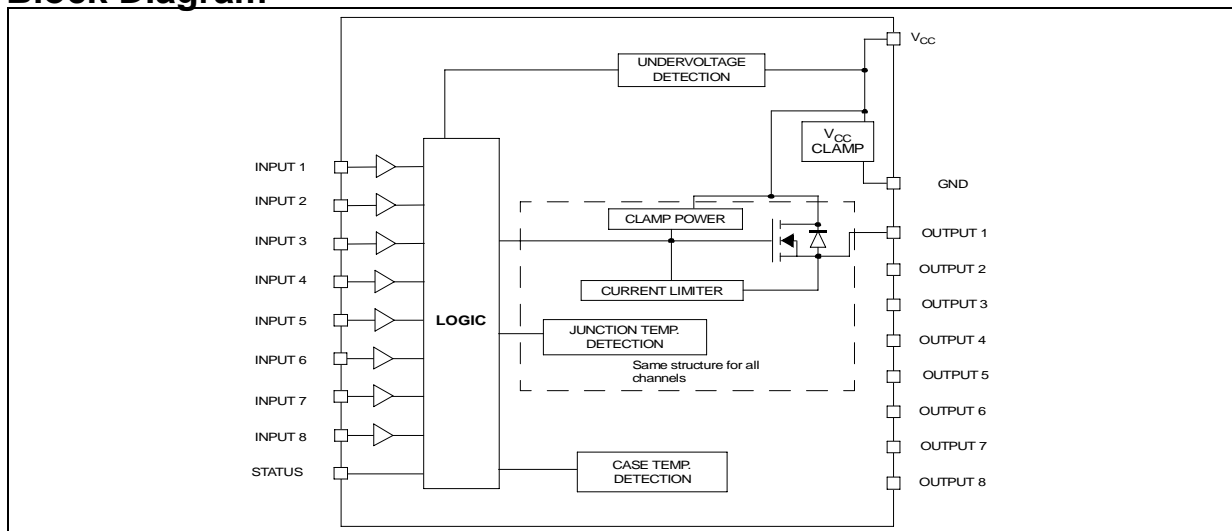 Block Diagram
UNDERVOLTAGE
DETECTION
VCC
VCC
CLAMP
GND
INPUT 1
INPUT 2
INPUT 3
INPUT 4
INPUT 5
INPUT 6
INPUT 7
INPUT 8
STATUS
LOGIC
CLAMP POWER
CURRENT LIMITER
JUNCTION TEMP.
DETECTION
Same structure for all
channels
CASE TEMP.
DETECTION
OUTPUT 1
OUTPUT 2
OUTPUT 3
OUTPUT 4
OUTPUT 5
OUTPUT 6
OUTPUT 7
OUTPUT 8